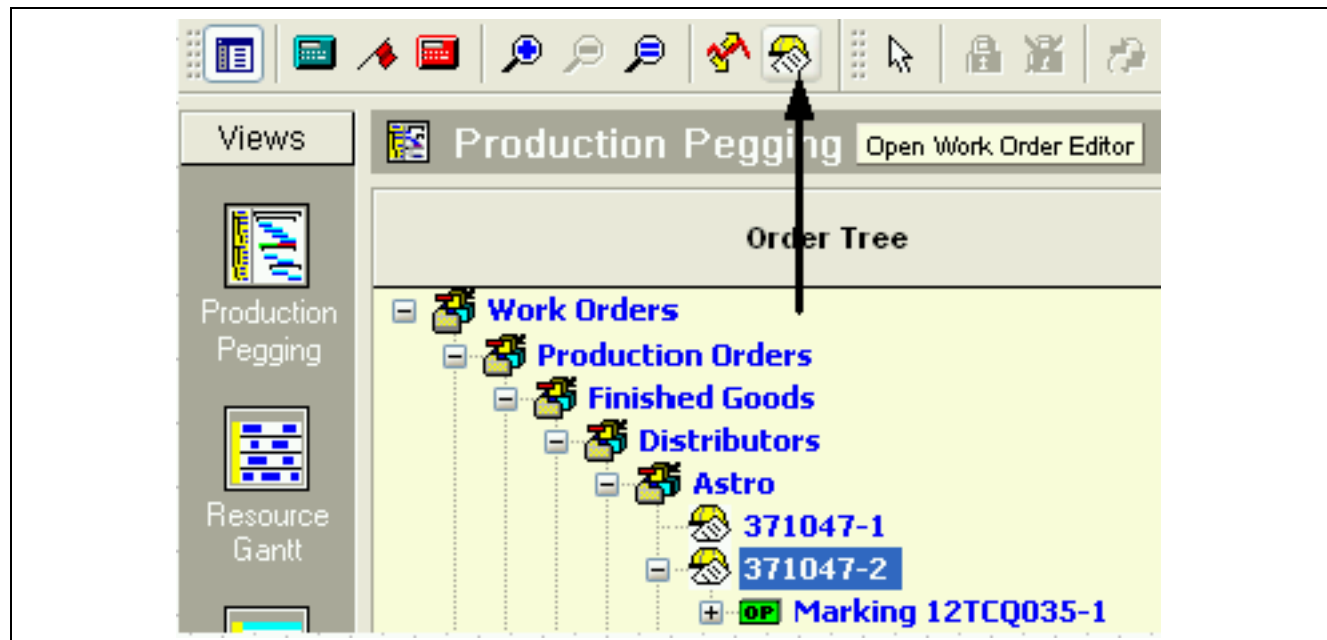 Views
Production Pegging
Open Work Order Editor
Order Tree
Production
Pegging
Resource
Gantt
Work Orders
Production Orders
Finished Goods
Distributors
Astro
371047-1
371047-2
OP Marking 12TCQ035-1